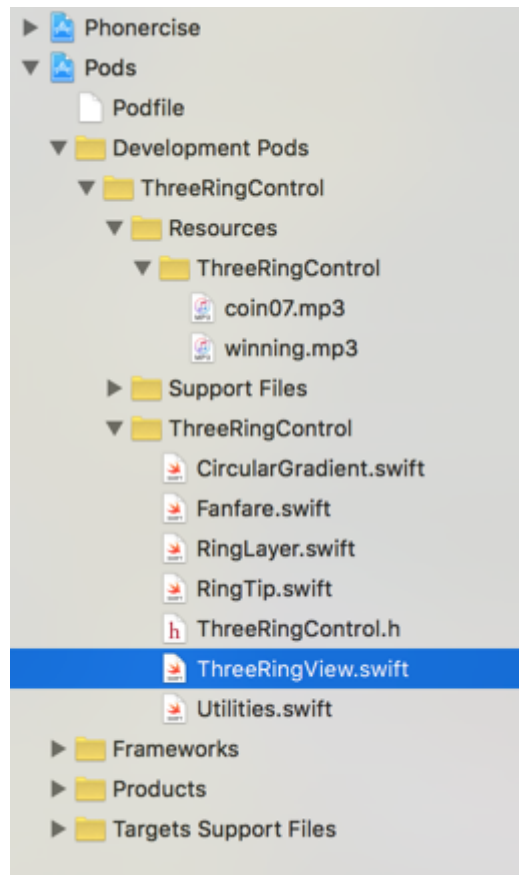 Phonercise
Pods
Podfile
Development Pods
ThreeRingControl
Resources
ThreeRingControl
coin07.mp3
winning.mp3
Support Files
ThreeRingControl
CircularGradient.swift
Fanfare.swift
RingLayer.swift
RingTip.swift
h ThreeRingControl.h
ThreeRingView.swift
Utilities.swift
Frameworks
Products
Targets Support Files